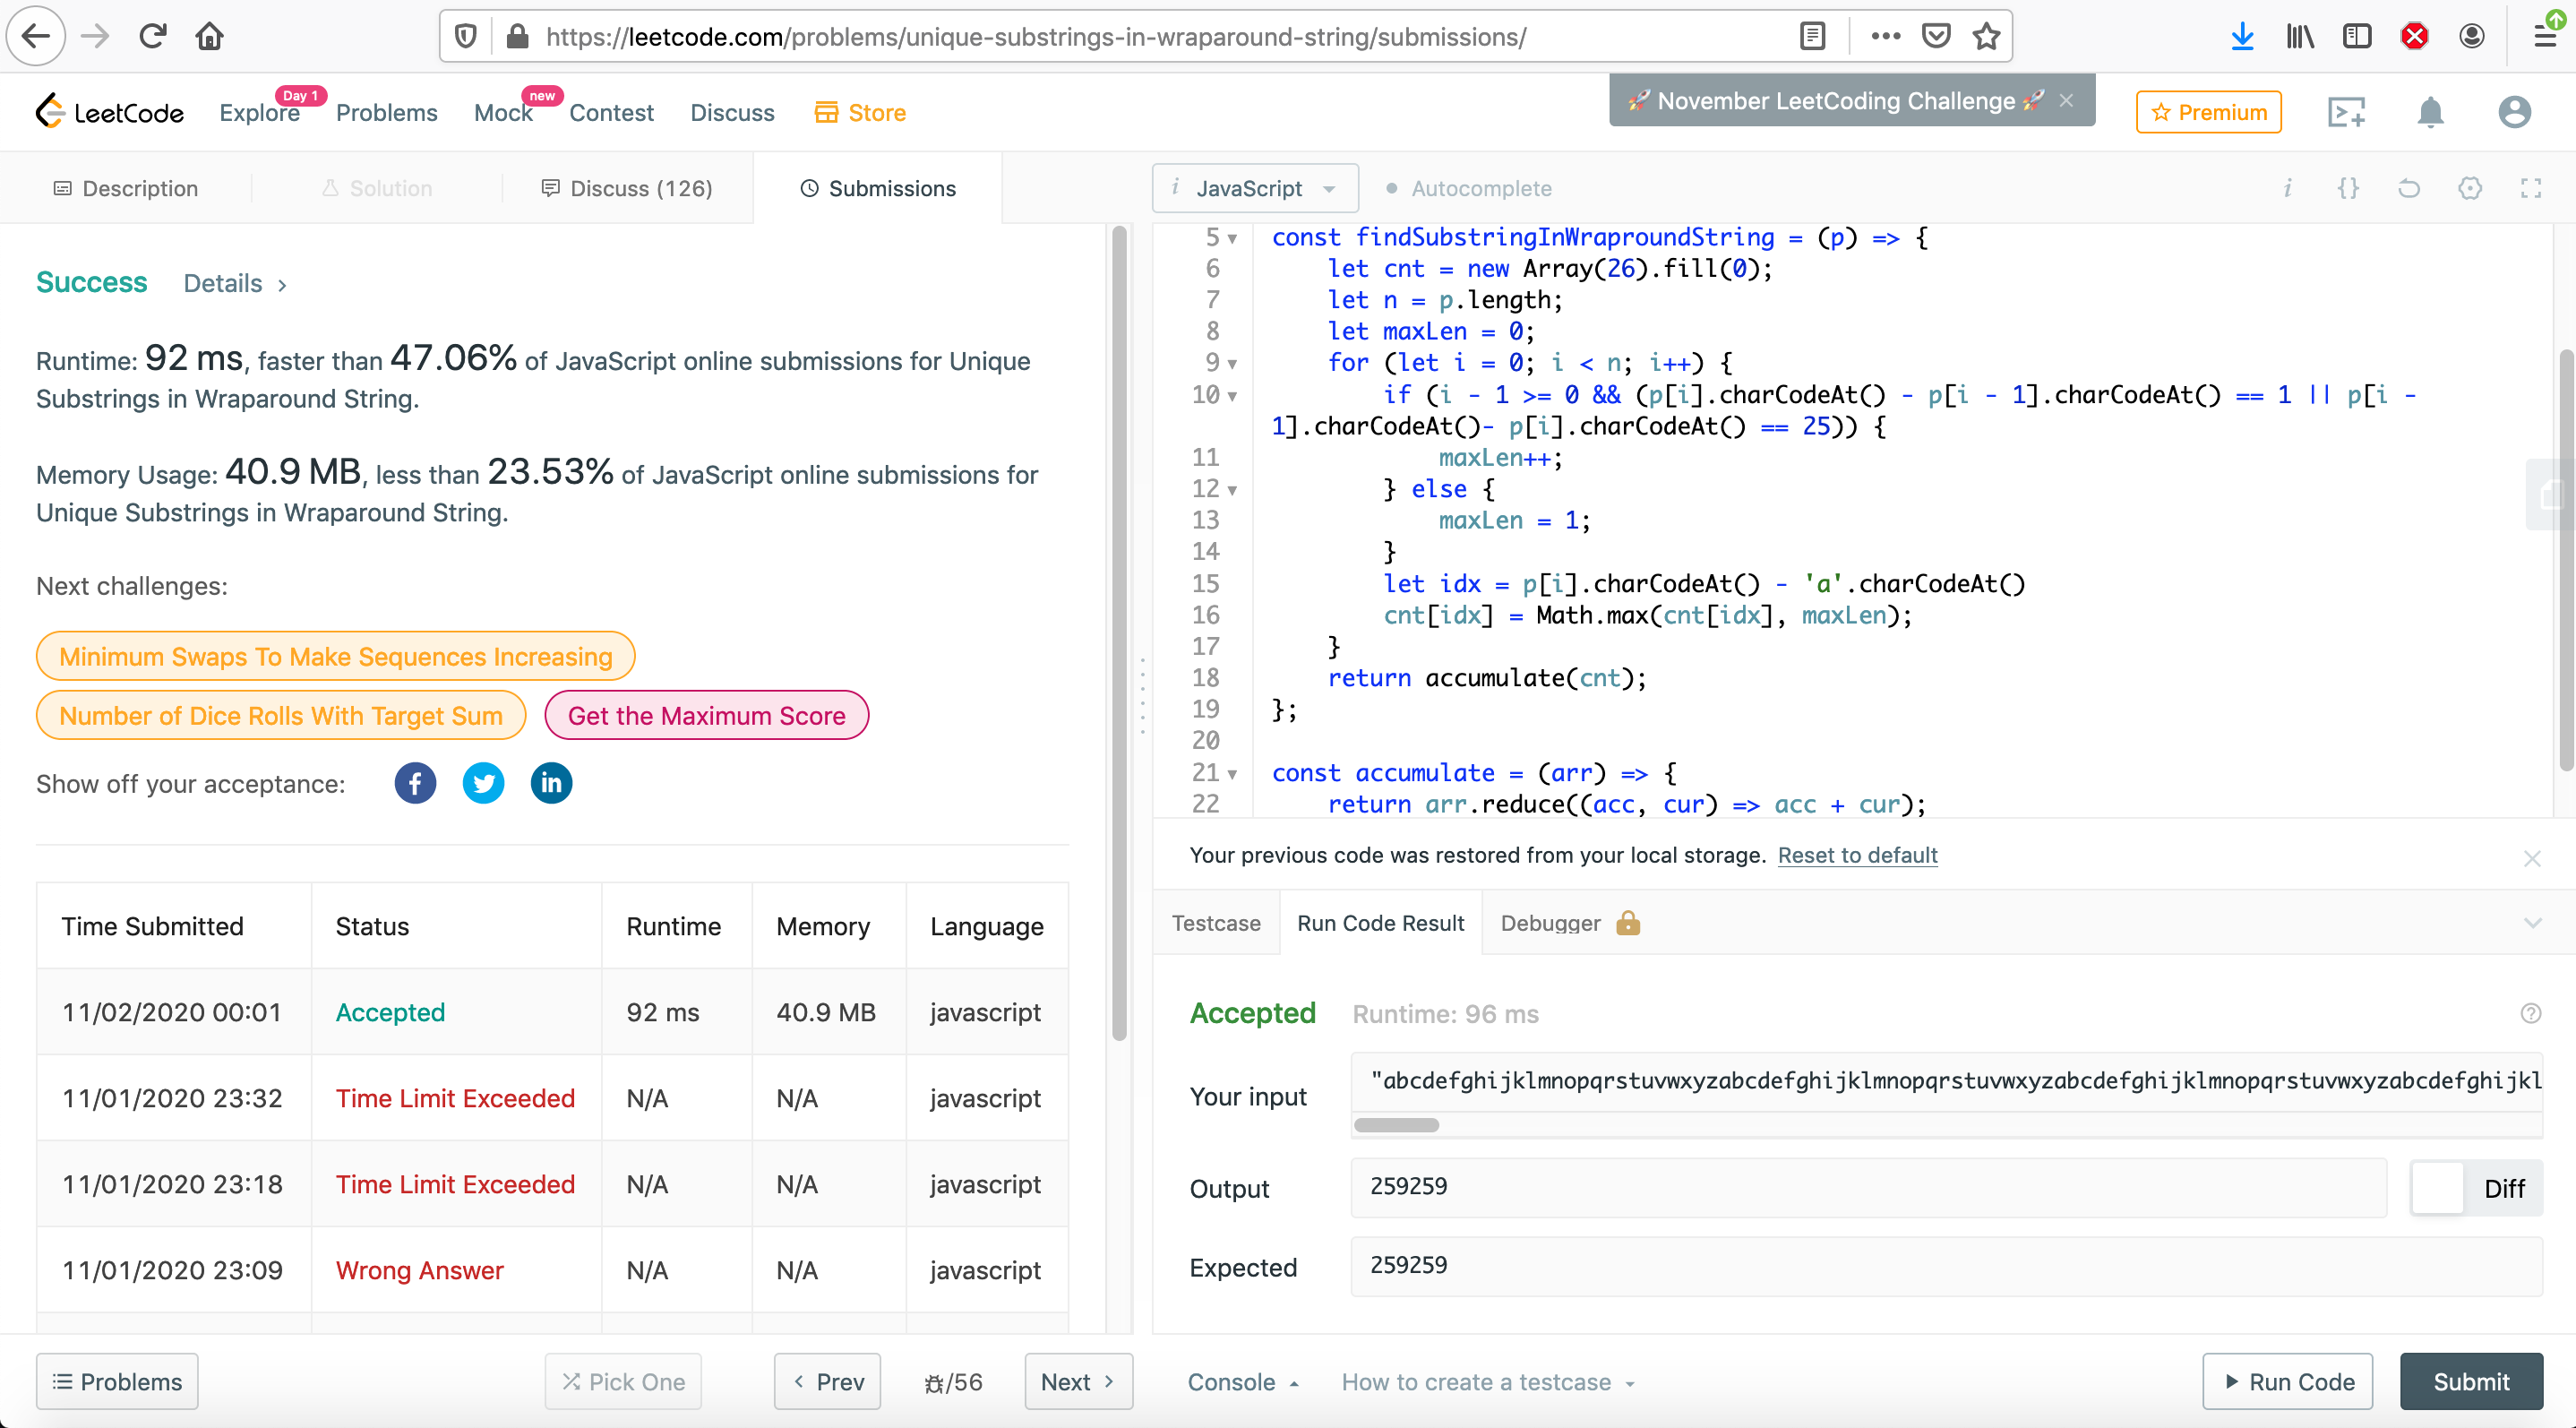 https://leetcode.com/problems/unique-substrings-in-wraparound-string/submissions/
LeetCode
Explore
Day 1
Problems
Mock
new
Contest
Discuss
Store
🚀 November LeetCoding Challenge 🚀 ×
Premium
Description
Solution
Discuss (126)
Submissions
i JavaScript
Autocomplete
Success Details >
Runtime: 92 ms, faster than 47.06% of JavaScript online submissions for Unique
Substrings in Wraparound String.
Memory Usage: 40.9 MB, less than 23.53% of JavaScript online submissions for
Unique Substrings in Wraparound String.
Next challenges:
Minimum Swaps To Make Sequences Increasing
Number of Dice Rolls With Target Sum
Get the Maximum Score
Show off your acceptance:
Time Submitted Status Runtime Memory Language
11/02/2020 00:01 Accepted 92 ms 40.9 MB javascript
11/01/2020 23:32 Time Limit Exceeded N/A N/A javascript
11/01/2020 23:18 Time Limit Exceeded N/A N/A javascript
11/01/2020 23:09 Wrong Answer N/A N/A javascript
Problems
Pick One
< Prev
/56
Next >
5 const findSubstringInWraproundString = (p) => {
6 let cnt = new Array(26).fill(0);
7 let n = p.length;
8 let maxLen = 0;
9 for (let i = 0; i < n; i++) {
10 if (i - 1 >= 0 && (p[i].charCodeAt() - p[i - 1].charCodeAt() == 1 || p[i -
1].charCodeAt()- p[i].charCodeAt() == 25)) {
11 maxLen++;
12 } else {
13 maxLen = 1;
14 }
15 let idx = p[i].charCodeAt() - 'a'.charCodeAt()
16 cnt[idx] = Math.max(cnt[idx], maxLen);
17 }
18 return accumulate(cnt);
19 };
20
21 const accumulate = (arr) => {
22 return arr.reduce((acc, cur) => acc + cur);
Your previous code was restored from your local storage. Reset to default
Testcase
Run Code Result
Debugger
Accepted Runtime: 96 ms
Your input
"abcdefghijklmnopqrstuvwxyzabcdefghijklmnopqrstuvwxyzabcdefghijklmnopqrstuvwxyzabcdefghijkl
Output
259259
Diff
Expected
259259
Console
How to create a testcase
Run Code
Submit